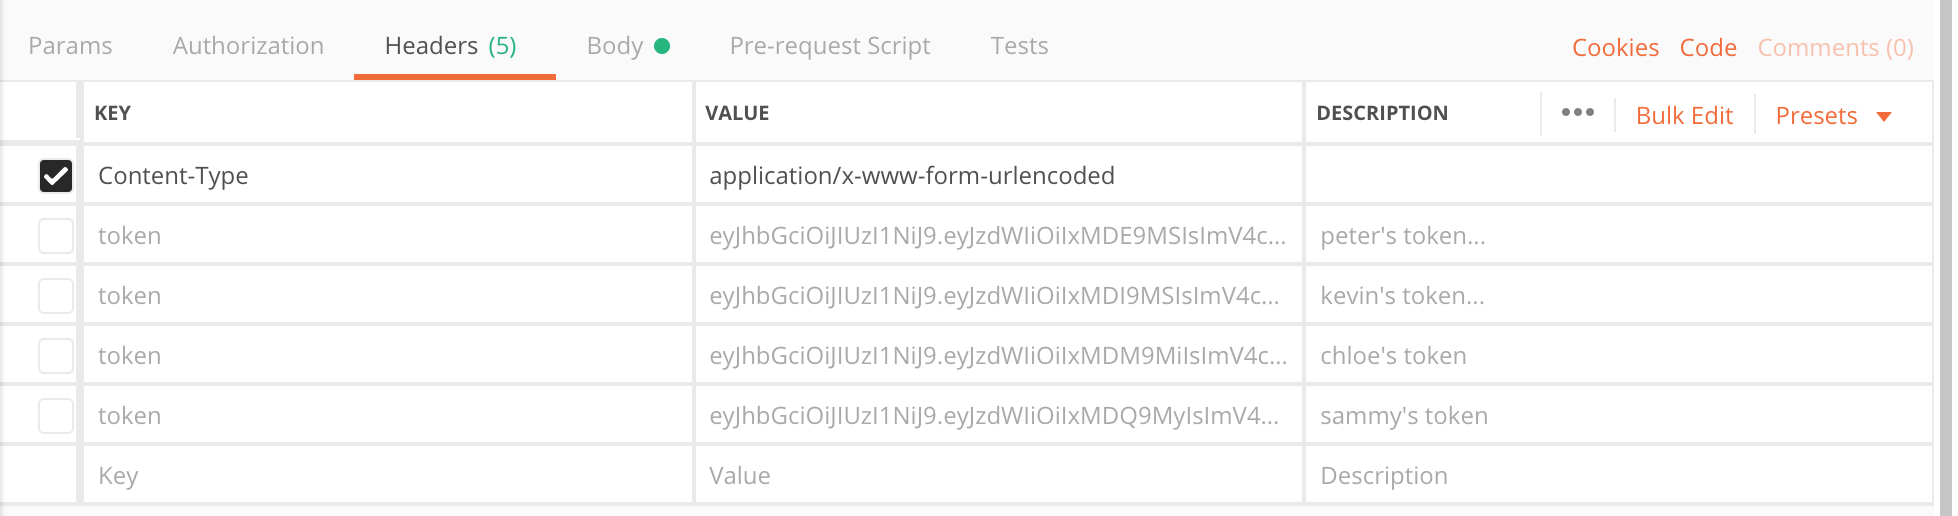 Params Authorization Headers (5) Body Pre-request Script Tests Cookies Code Comments (0)
KEY VALUE DESCRIPTION ••• Bulk Edit Presets
Content-Type application/x-www-form-urlencoded
token eyJhbGciOiJIUzI1NiJ9.eyJzdWIiOiIxMDE9MSIsImV4c... peter's token...
token eyJhbGciOiJIUzI1NiJ9.eyJzdWIiOiIxMDI9MSIsImV4c... kevin's token...
token eyJhbGciOiJIUzI1NiJ9.eyJzdWIiOiIxMDM9MiIsImV4c... chloe's token
token eyJhbGciOiJIUzI1NiJ9.eyJzdWIiOiIxMDQ9MyIsImV4... sammy's token
Key Value Description